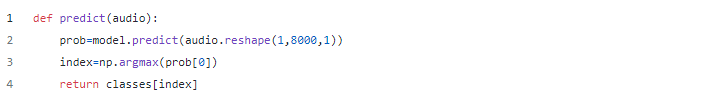 1 def predict(audio):
2     prob=model.predict(audio.reshape(1,8000,1))
3     index=np.argmax(prob[0])
4     return classes[index]